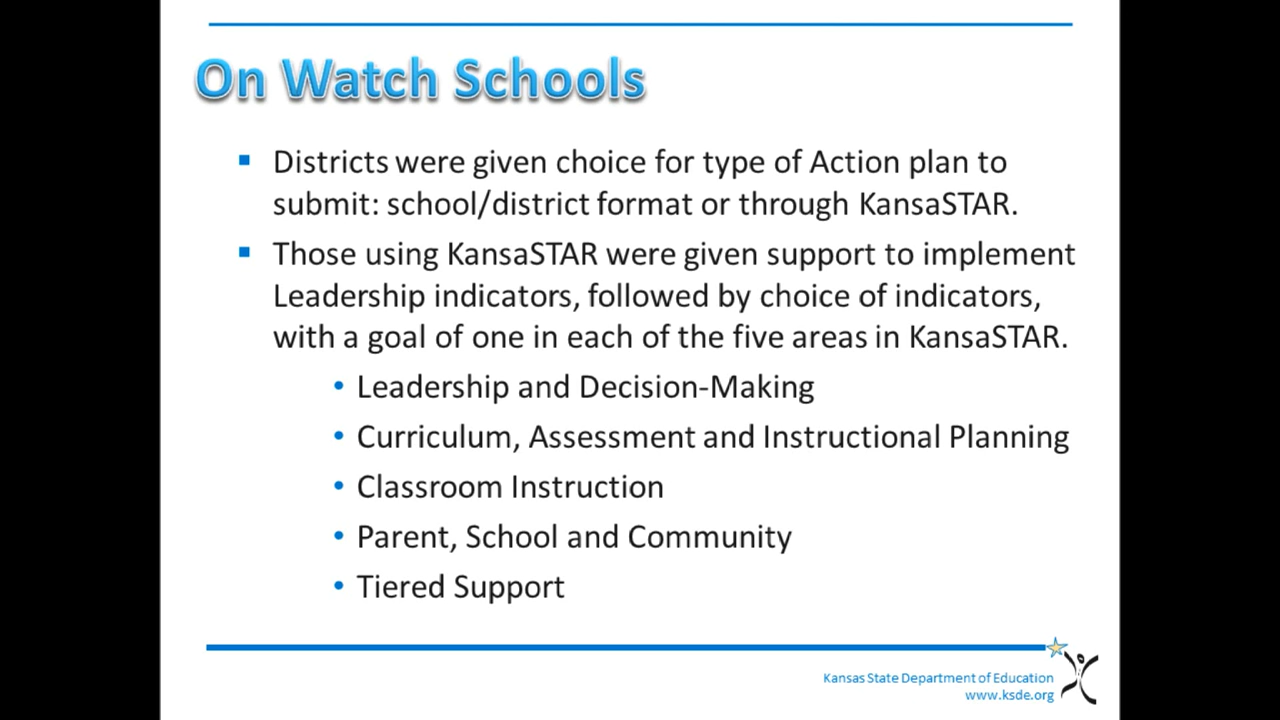 On Watch Schools
Districts were given choice for type of Action plan to
submit: school/district format or through KansaSTAR.
Those using KansaSTAR were given support to implement
Leadership indicators, followed by choice of indicators,
with a goal of one in each of the five areas in KansaSTAR.
Leadership and Decision-Making
Curriculum, Assessment and Instructional Planning
Classroom Instruction
Parent, School and Community
Tiered Support
Kansas State Department of Education
www.ksde.org